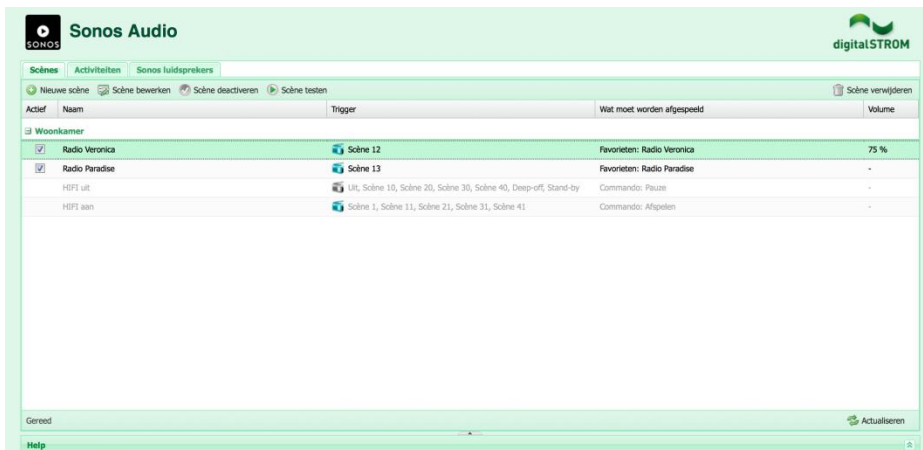 SONOS
Sonos Audio
digitalSTROM
Scènes Activiteiten Sonos luidsprekers
Nieuwe scène Scène bewerken Scène deactiveren Scène testen Scène verwijderen
Actief Naam Trigger Wat moet worden afgespeeld Volume
Woonkamer
Radio Veronica Scène 12 Favorieten: Radio Veronica 75 %
Radio Paradise Scène 13 Favorieten: Radio Paradise -
HIFI uit Uit, Scène 10, Scène 20, Scène 30, Scène 40, Deep-off, Stand-by Commando: Pauze -
HIFI aan Scène 1, Scène 11, Scène 21, Scène 31, Scène 41 Commando: Afspelen -
Gereed Actualiseren
Help